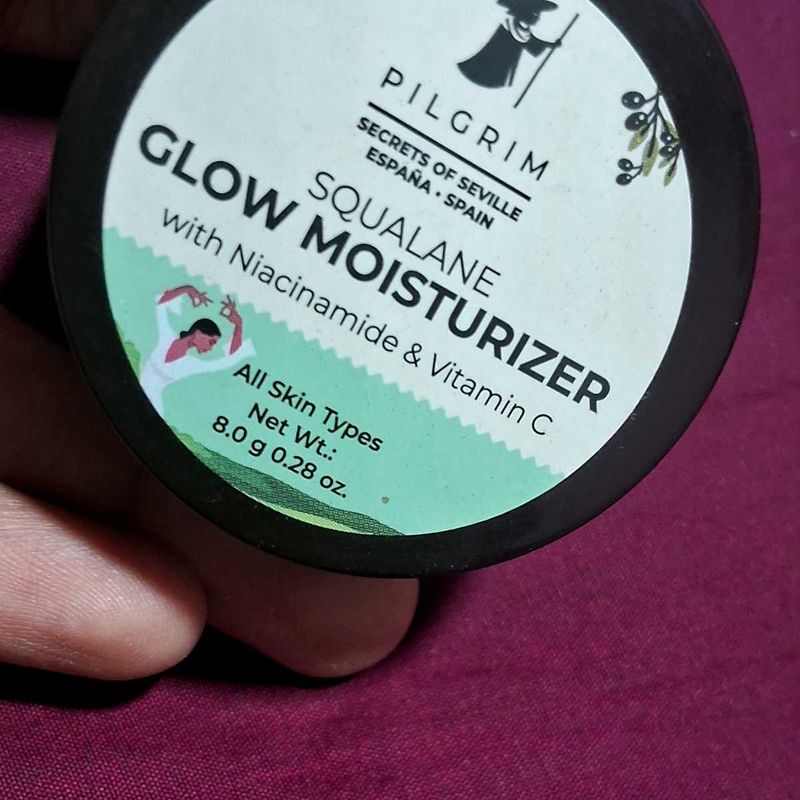 PILGRIM
SECRETS OF SEVILLE
ESPAÑA • SPAIN
SQUALANE
GLOW MOISTURIZER
with Niacinamide & Vitamin C
All Skin Types
Net Wt.:
8.0 g 0.28 oz.